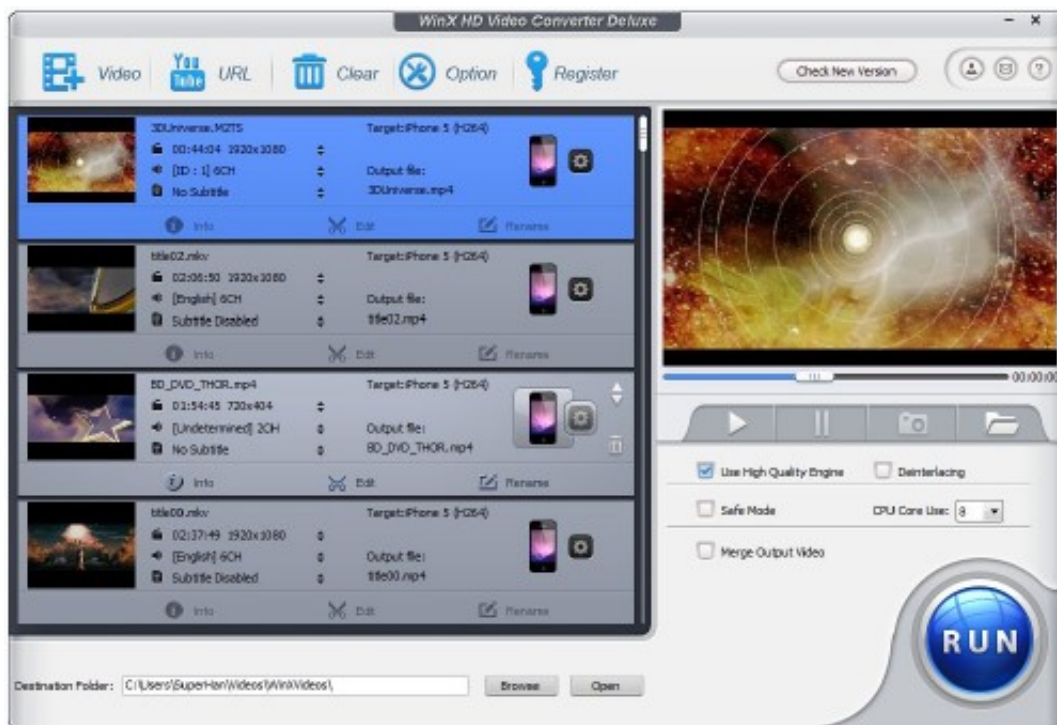 WinX HD Video Converter Deluxe
Video
You Tube URL
Clear
Option
Register
Check New Version
3DUniverse.M2TS
Target:iPhone 5 (H264)
00:44:04 1920x1080
[ID : 1] 6CH
Output file:
No Subtitle
3DUniverse.mp4
Info
Edit
Rename
title02.mkv
Target:iPhone 5 (H264)
02:06:50 1920x1080
[English] 6CH
Output file:
Subtitle Disabled
title02.mp4
Info
Edit
Rename
BD_DVD_THOR.mp4
Target:iPhone 5 (H264)
01:54:45 720x404
[Undetermined] 2CH
Output file:
No Subtitle
BD_DVD_THOR.mp4
Info
Edit
Rename
title00.mkv
Target:iPhone 5 (H264)
02:37:49 1920x1080
[English] 6CH
Output file:
Subtitle Disabled
title00.mp4
Info
Edit
Rename
00:00:00
Use High Quality Engine
Deinterlacing
Safe Mode
CPU Core Use: 8
Merge Output Video
RUN
Destination Folder: C:\Users\SuperHan\Videos\WinXVideos\
Browse
Open